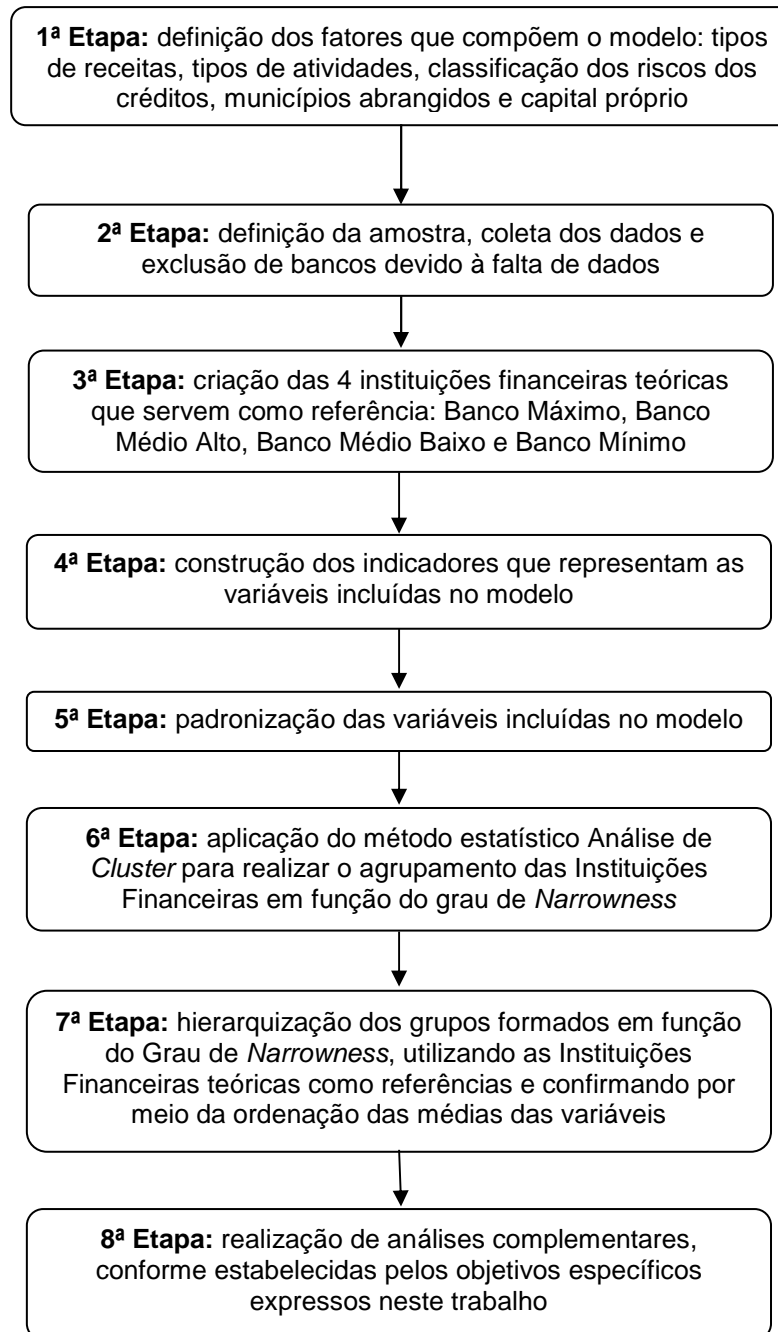 1ª Etapa: definição dos fatores que compõem o modelo: tipos
de receitas, tipos de atividades, classificação dos riscos dos
créditos, municípios abrangidos e capital próprio
2ª Etapa: definição da amostra, coleta dos dados e
exclusão de bancos devido à falta de dados
3ª Etapa: criação das 4 instituições financeiras teóricas
que servem como referência: Banco Máximo, Banco
Médio Alto, Banco Médio Baixo e Banco Mínimo
4ª Etapa: construção dos indicadores que representam as
variáveis incluídas no modelo
5ª Etapa: padronização das variáveis incluídas no modelo
6ª Etapa: aplicação do método estatístico Análise de
Cluster para realizar o agrupamento das Instituições
Financeiras em função do grau de Narrowness
7ª Etapa: hierarquização dos grupos formados em função
do Grau de Narrowness, utilizando as Instituições
Financeiras teóricas como referências e confirmando por
meio da ordenação das médias das variáveis
8ª Etapa: realização de análises complementares,
conforme estabelecidas pelos objetivos específicos
expressos neste trabalho